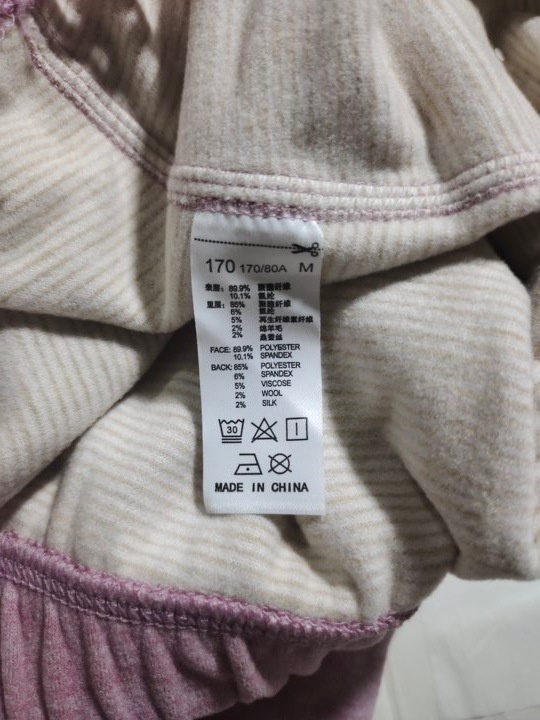 170 170/80A M
表层: 89.9% 聚酯纤维
10.1% 氨纶
里层: 85% 聚酯纤维
6% 氨纶
5% 再生纤维素纤维
2% 绵羊毛
2% 桑蚕丝
FACE: 89.9% POLYESTER
10.1% SPANDEX
BACK: 85% POLYESTER
6% SPANDEX
5% VISCOSE
2% WOOL
2% SILK
30
MADE IN CHINA